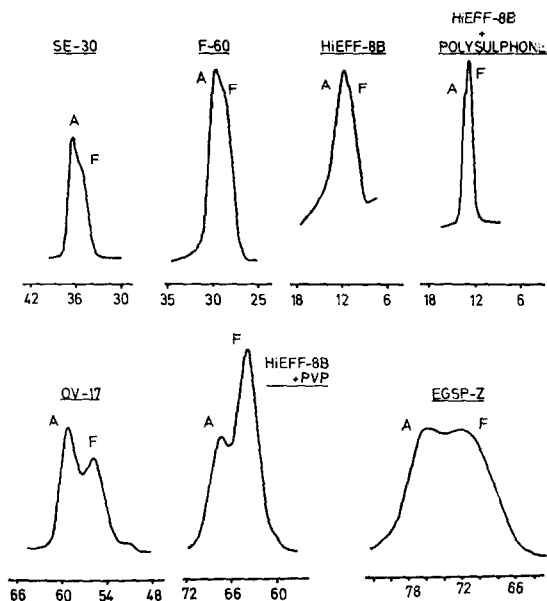 SE-30
F-60
HiEFF-8B
HiEFF-8B
+
POLYSULPHONE
A
F
A
F
A
F
A
F
42 36 30
35 30 25
18 12 6
18 12 6
OV-17
HiEFF-8B
+PVP
EGSP-Z
A
F
A
F
A
F
66 60 54 48
72 66 60
78 72 66